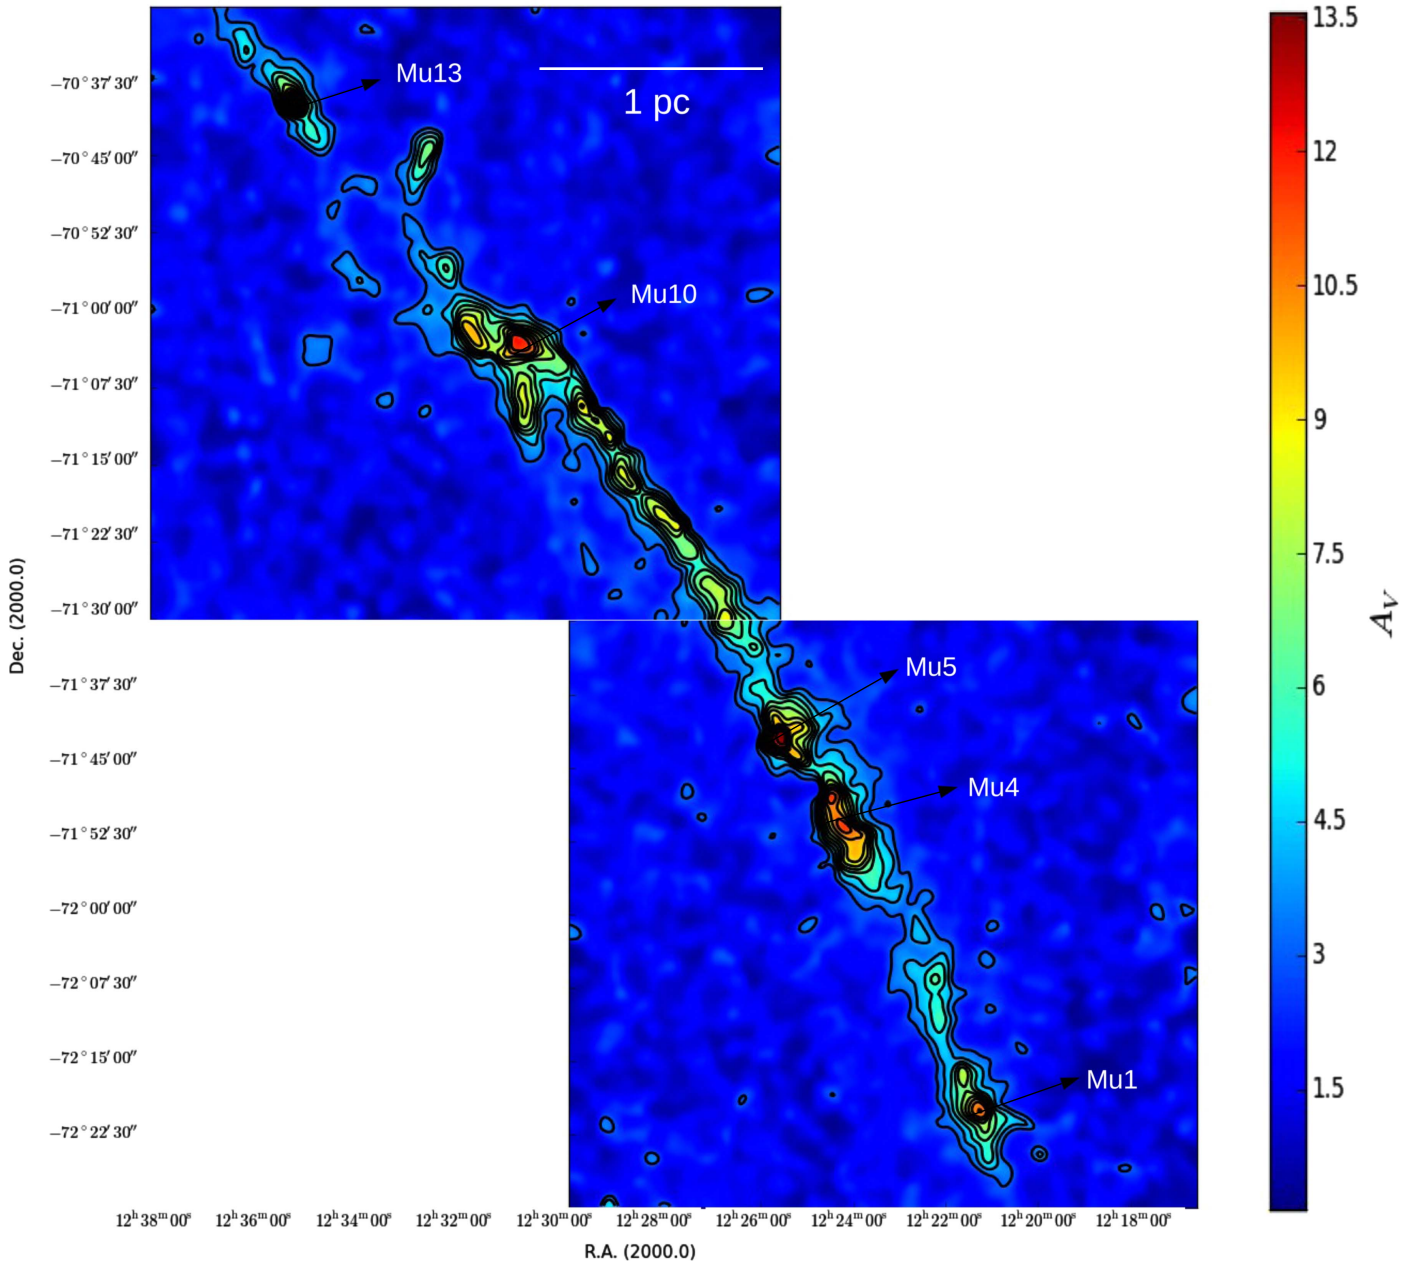 Mu13
1 pc
Mu10
Mu5
Mu4
Mu1
−70°37′30″
−70°45′00″
−70°52′30″
−71°00′00″
−71°07′30″
−71°15′00″
−71°22′30″
−71°30′00″
−71°37′30″
−71°45′00″
−71°52′30″
−72°00′00″
−72°07′30″
−72°15′00″
−72°22′30″
Dec. (2000.0)
12ʰ38ᵐ00ˢ 12ʰ36ᵐ00ˢ 12ʰ34ᵐ00ˢ 12ʰ32ᵐ00ˢ 12ʰ30ᵐ00ˢ 12ʰ28ᵐ00ˢ 12ʰ26ᵐ00ˢ 12ʰ24ᵐ00ˢ 12ʰ22ᵐ00ˢ 12ʰ20ᵐ00ˢ 12ʰ18ᵐ00ˢ
R.A. (2000.0)
13.5
12
10.5
9
7.5
6
4.5
3
1.5
A_V